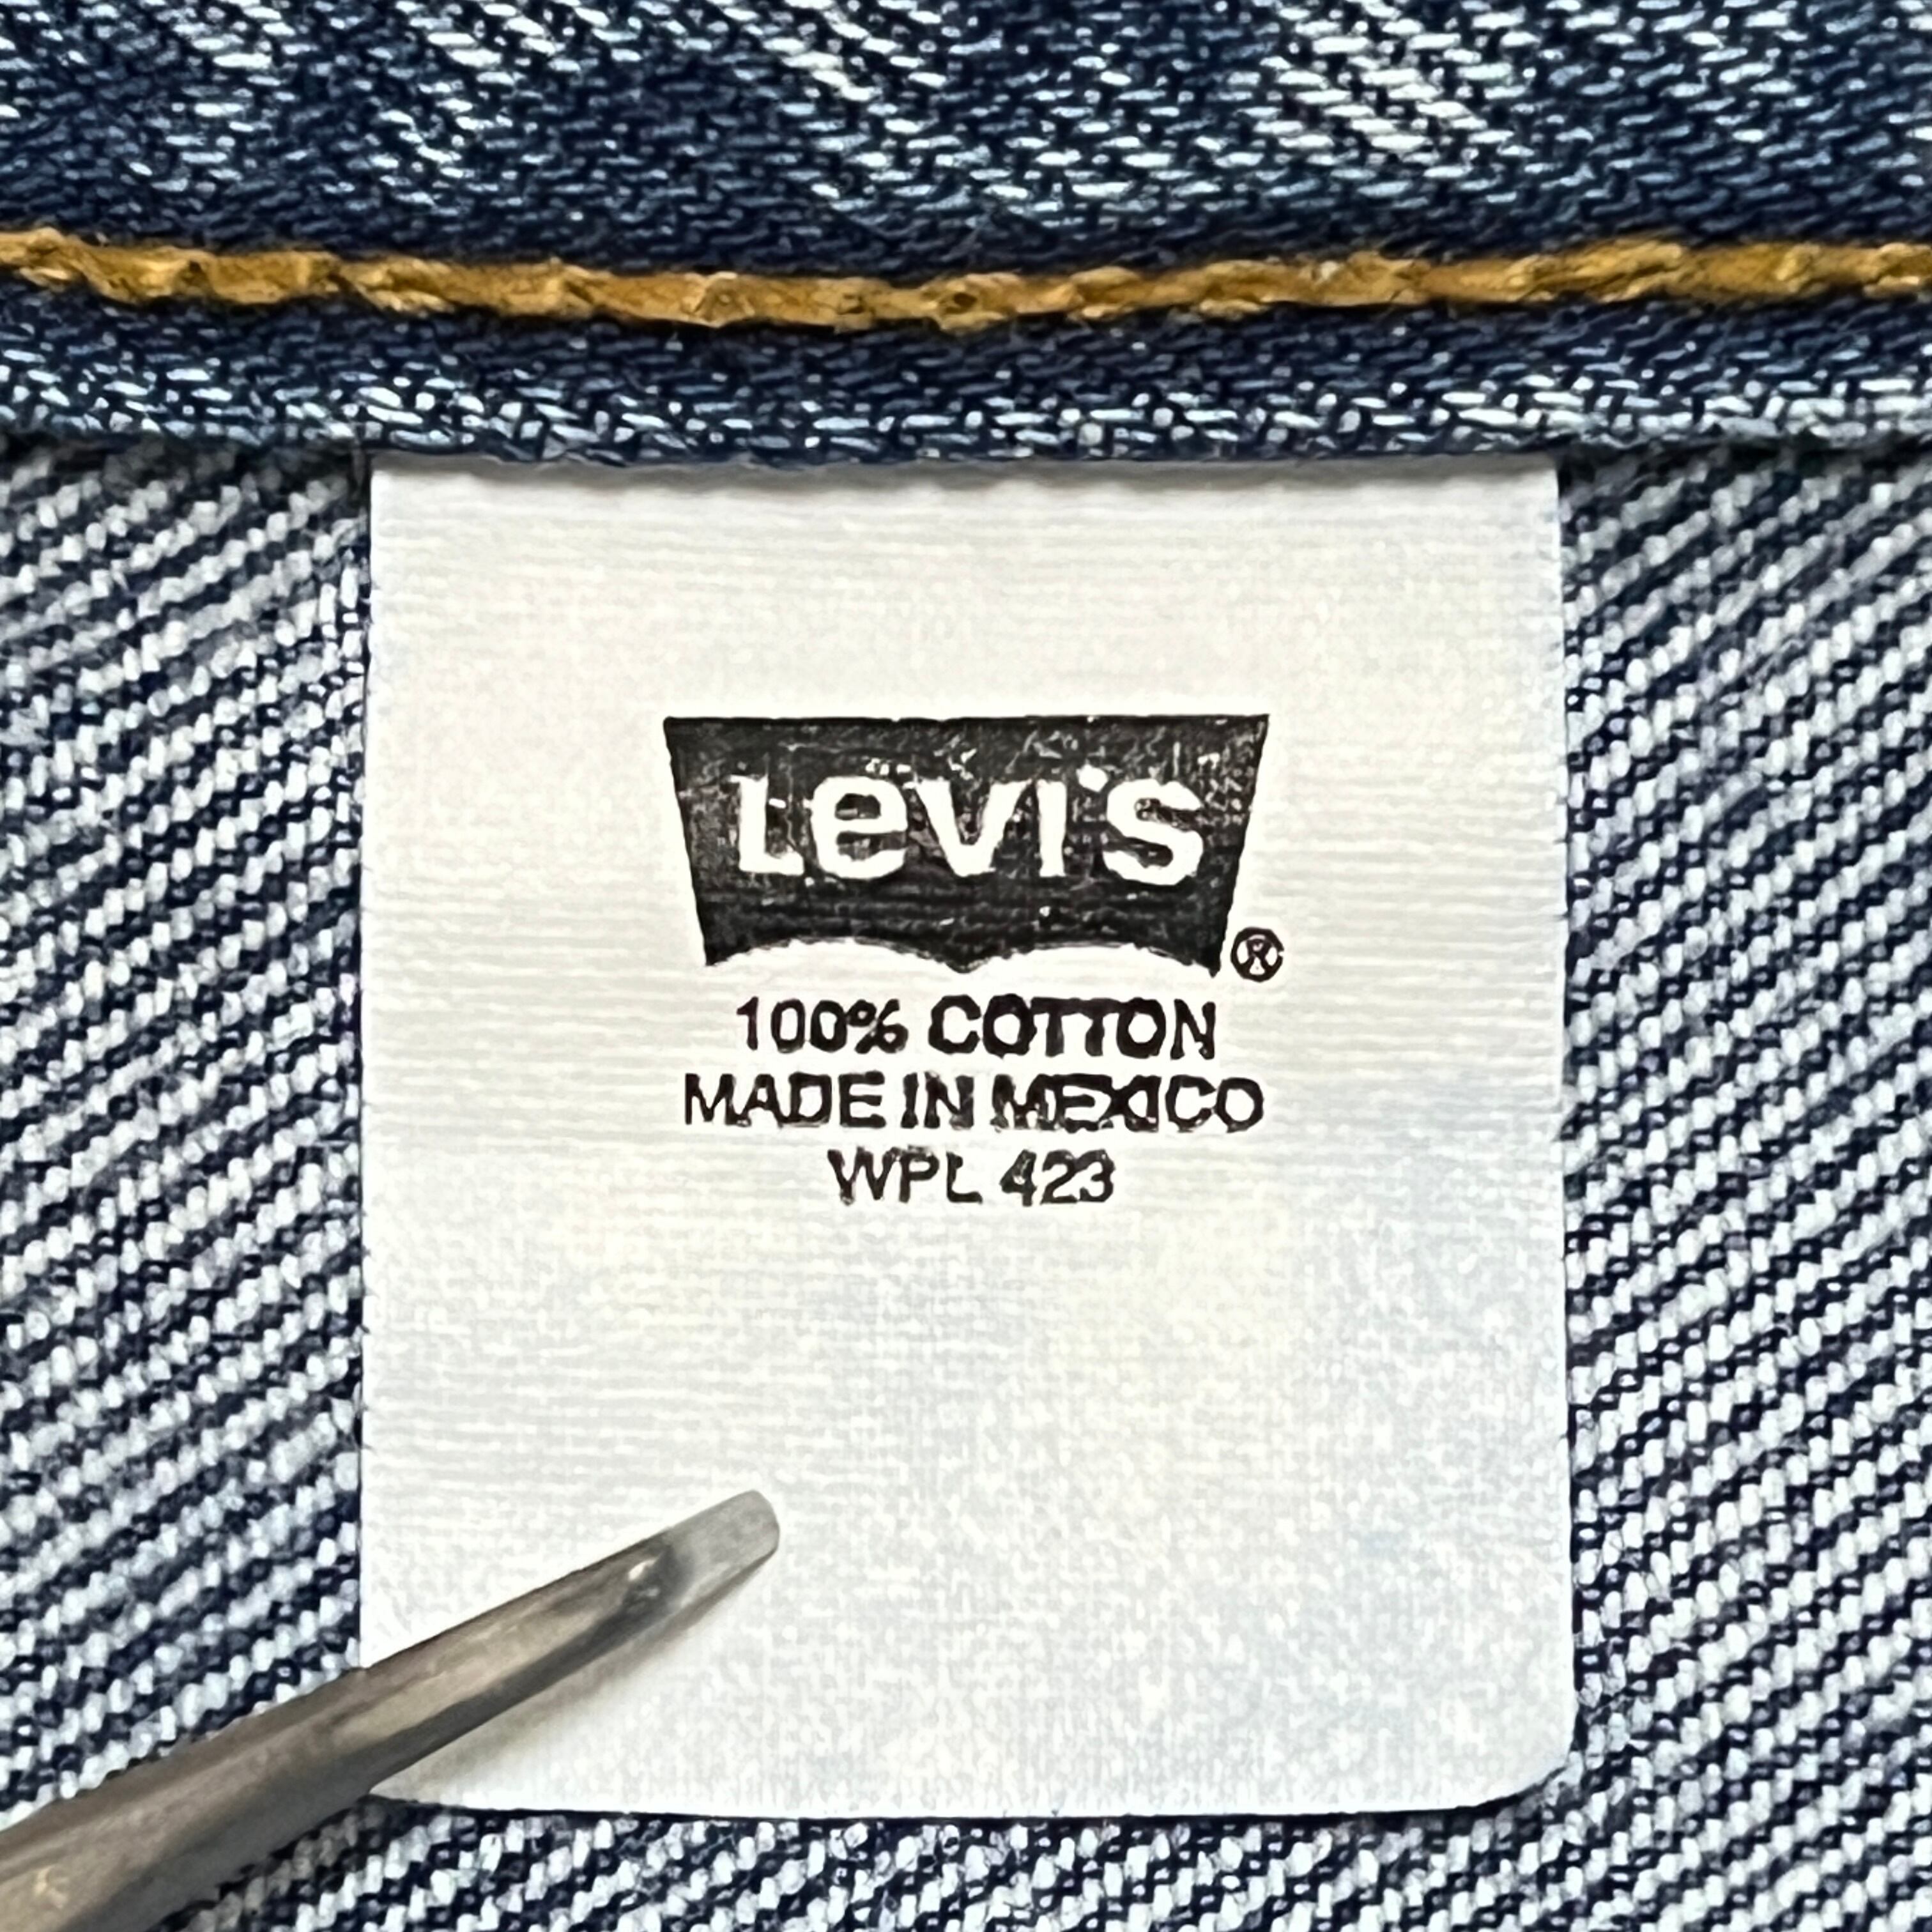 Levi's
®
100% COTTON
MADE IN MEXICO
WPL 423